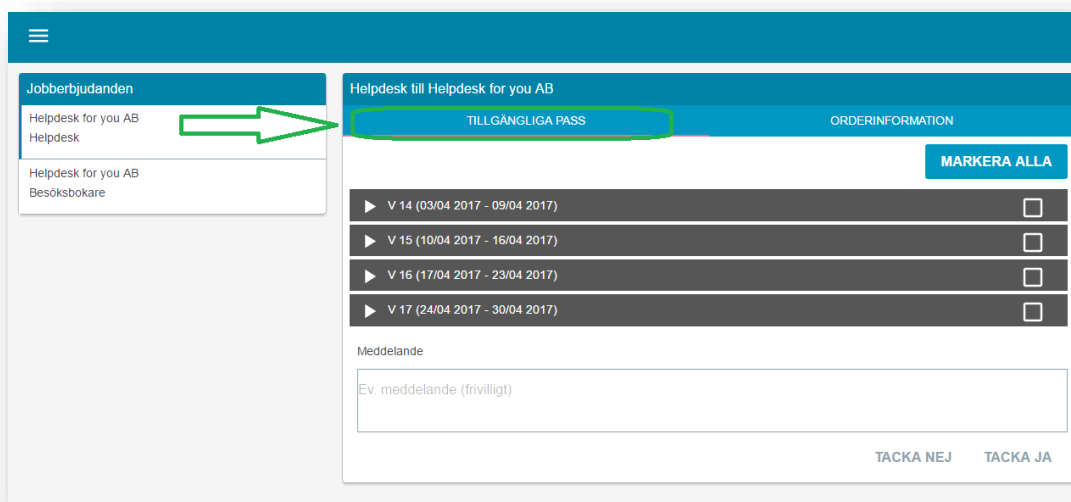 Jobberbjudanden
Helpdesk for you AB
Helpdesk
Helpdesk for you AB
Besöksbokare
Helpdesk till Helpdesk for you AB
TILLGÄNGLIGA PASS
ORDERINFORMATION
MARKERA ALLA
V 14 (03/04 2017 - 09/04 2017)
V 15 (10/04 2017 - 16/04 2017)
V 16 (17/04 2017 - 23/04 2017)
V 17 (24/04 2017 - 30/04 2017)
Meddelande
Ev. meddelande (frivilligt)
TACKA NEJ
TACKA JA